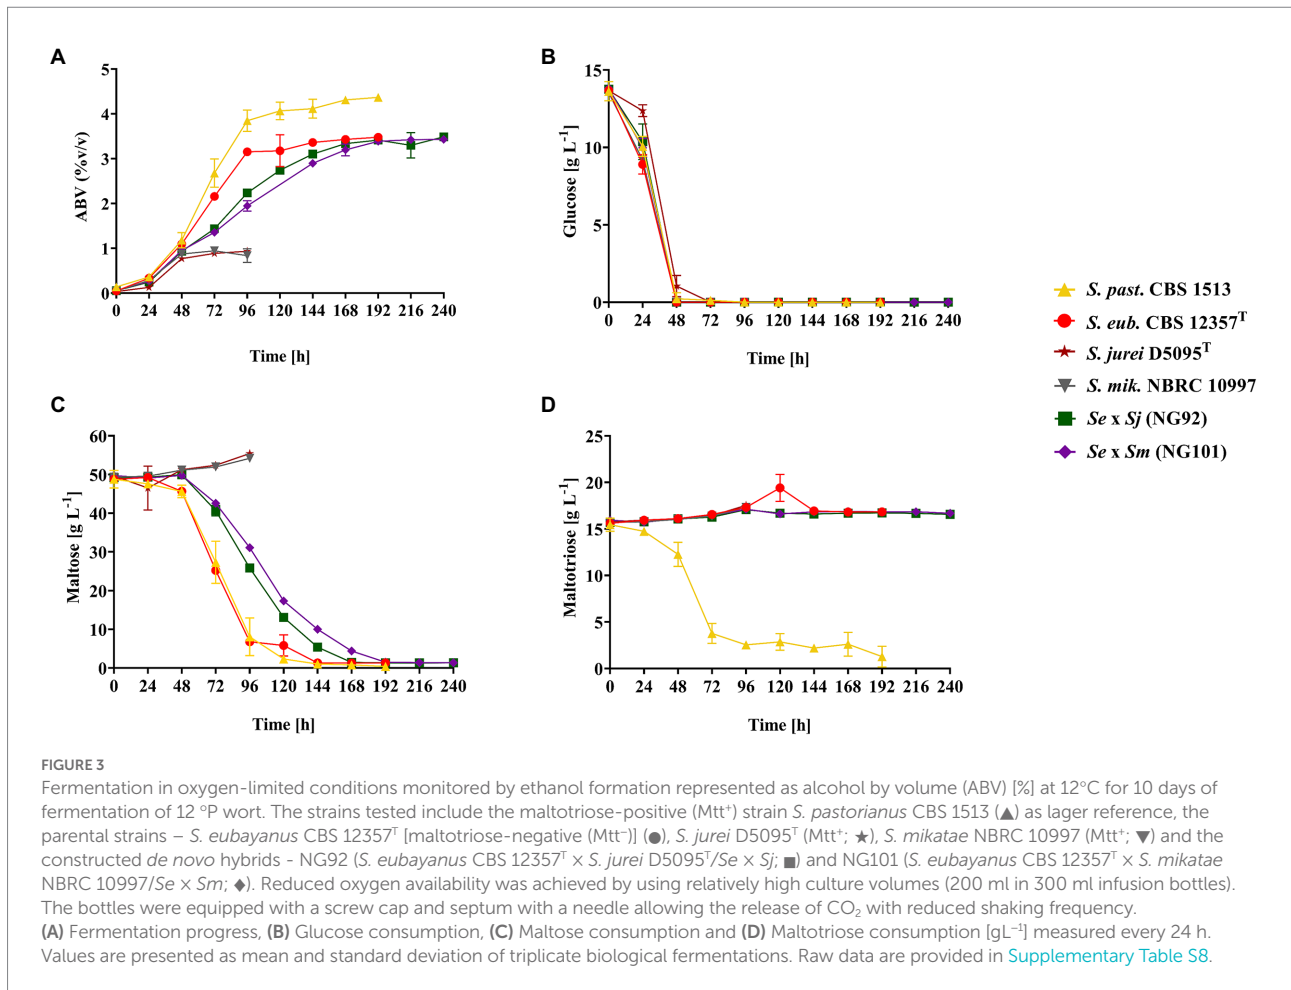 A
ABV (%v/v)
5
4
3
2
1
0
0 24 48 72 96 120 144 168 192 216 240
Time [h]
B
Glucose [g L⁻¹]
15
10
5
0
0 24 48 72 96 120 144 168 192 216 240
Time [h]
C
Maltose [g L⁻¹]
60
50
40
30
20
10
0
0 24 48 72 96 120 144 168 192 216 240
Time [h]
D
Maltotriose [g L⁻¹]
25
20
15
10
5
0
0 24 48 72 96 120 144 168 192 216 240
Time [h]
S. past. CBS 1513
S. eub. CBS 12357ᵀ
S. jurei D5095ᵀ
S. mik. NBRC 10997
Se x Sj (NG92)
Se x Sm (NG101)
FIGURE 3
Fermentation in oxygen-limited conditions monitored by ethanol formation represented as alcohol by volume (ABV) [%] at 12°C for 10 days of
fermentation of 12 °P wort. The strains tested include the maltotriose-positive (Mtt⁺) strain S. pastorianus CBS 1513 (▲) as lager reference, the
parental strains – S. eubayanus CBS 12357ᵀ [maltotriose-negative (Mtt⁻)] (●), S. jurei D5095ᵀ (Mtt⁺; ★), S. mikatae NBRC 10997 (Mtt⁺; ▼) and the
constructed de novo hybrids - NG92 (S. eubayanus CBS 12357ᵀ × S. jurei D5095ᵀ/Se × Sj; ■) and NG101 (S. eubayanus CBS 12357ᵀ × S. mikatae
NBRC 10997/Se × Sm; ◆). Reduced oxygen availability was achieved by using relatively high culture volumes (200 ml in 300 ml infusion bottles).
The bottles were equipped with a screw cap and septum with a needle allowing the release of CO₂ with reduced shaking frequency.
(A) Fermentation progress, (B) Glucose consumption, (C) Maltose consumption and (D) Maltotriose consumption [gL⁻¹] measured every 24 h.
Values are presented as mean and standard deviation of triplicate biological fermentations. Raw data are provided in Supplementary Table S8.